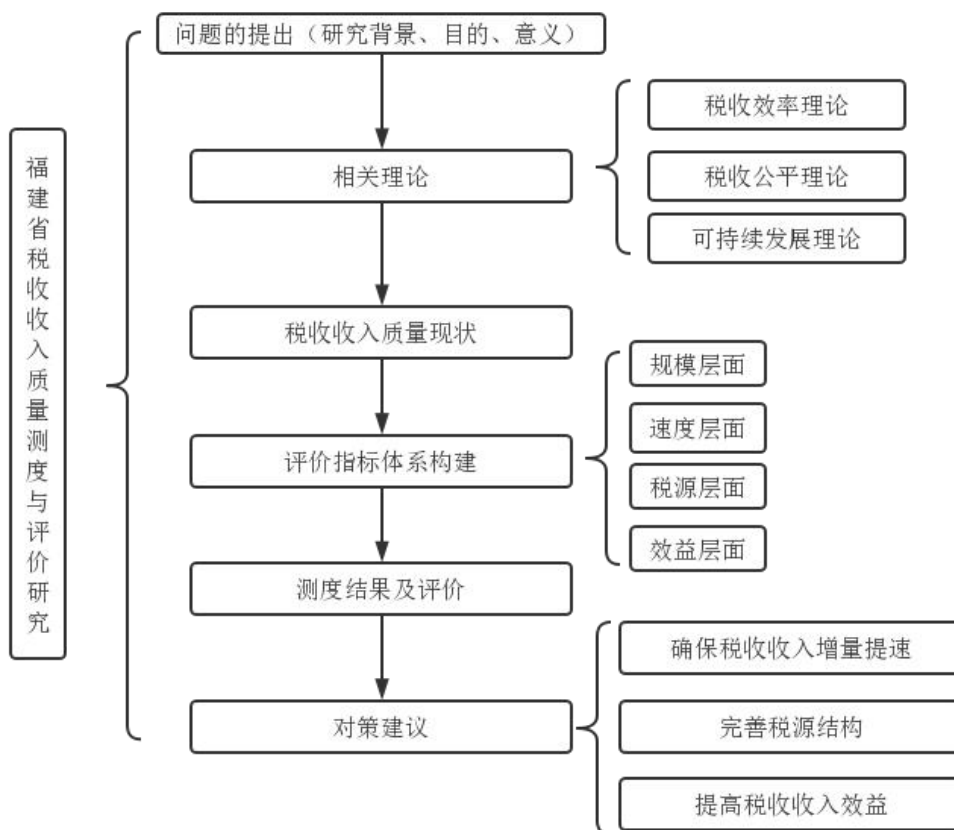 福建省税收收入质量测度与评价研究
问题的提出（研究背景、目的、意义）
相关理论
税收效率理论
税收公平理论
可持续发展理论
税收收入质量现状
评价指标体系构建
规模层面
速度层面
税源层面
效益层面
测度结果及评价
对策建议
确保税收收入增量提速
完善税源结构
提高税收收入效益